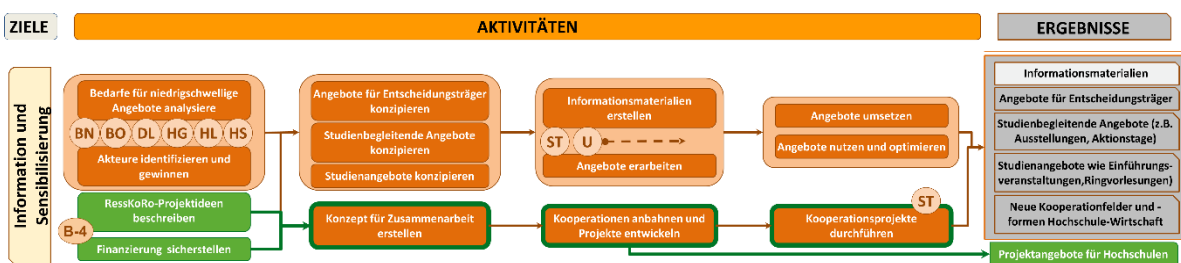 ZIELE
AKTIVITÄTEN
ERGEBNISSE
Information und
Sensibilisierung
Bedarfe für niedrigschwellige
Angebote analysiere
BN BO DL HG HL HS
Akteure identifizieren und
gewinnen
RessKoRo-Projektideen
beschreiben
B-4
Finanzierung sicherstellen
Angebote für Entscheidungsträger
konzipieren
Studienbegleitende Angebote
konzipieren
Studienangebote konzipieren
Konzept für Zusammenarbeit
erstellen
Informationsmaterialien
erstellen
ST U
Angebote erarbeiten
Kooperationen anbahnen und
Projekte entwickeln
Angebote umsetzen
Angebote nutzen und optimieren
ST
Kooperationsprojekte
durchführen
Informationsmaterialien
Angebote für Entscheidungsträger
Studienbegleitende Angebote (z.B.
Ausstellungen, Aktionstage)
Studienangebote wie Einführungs-
veranstaltungen,Ringvorlesungen)
Neue Kooperationfelder und -
formen Hochschule-Wirtschaft
Projektangebote für Hochschulen